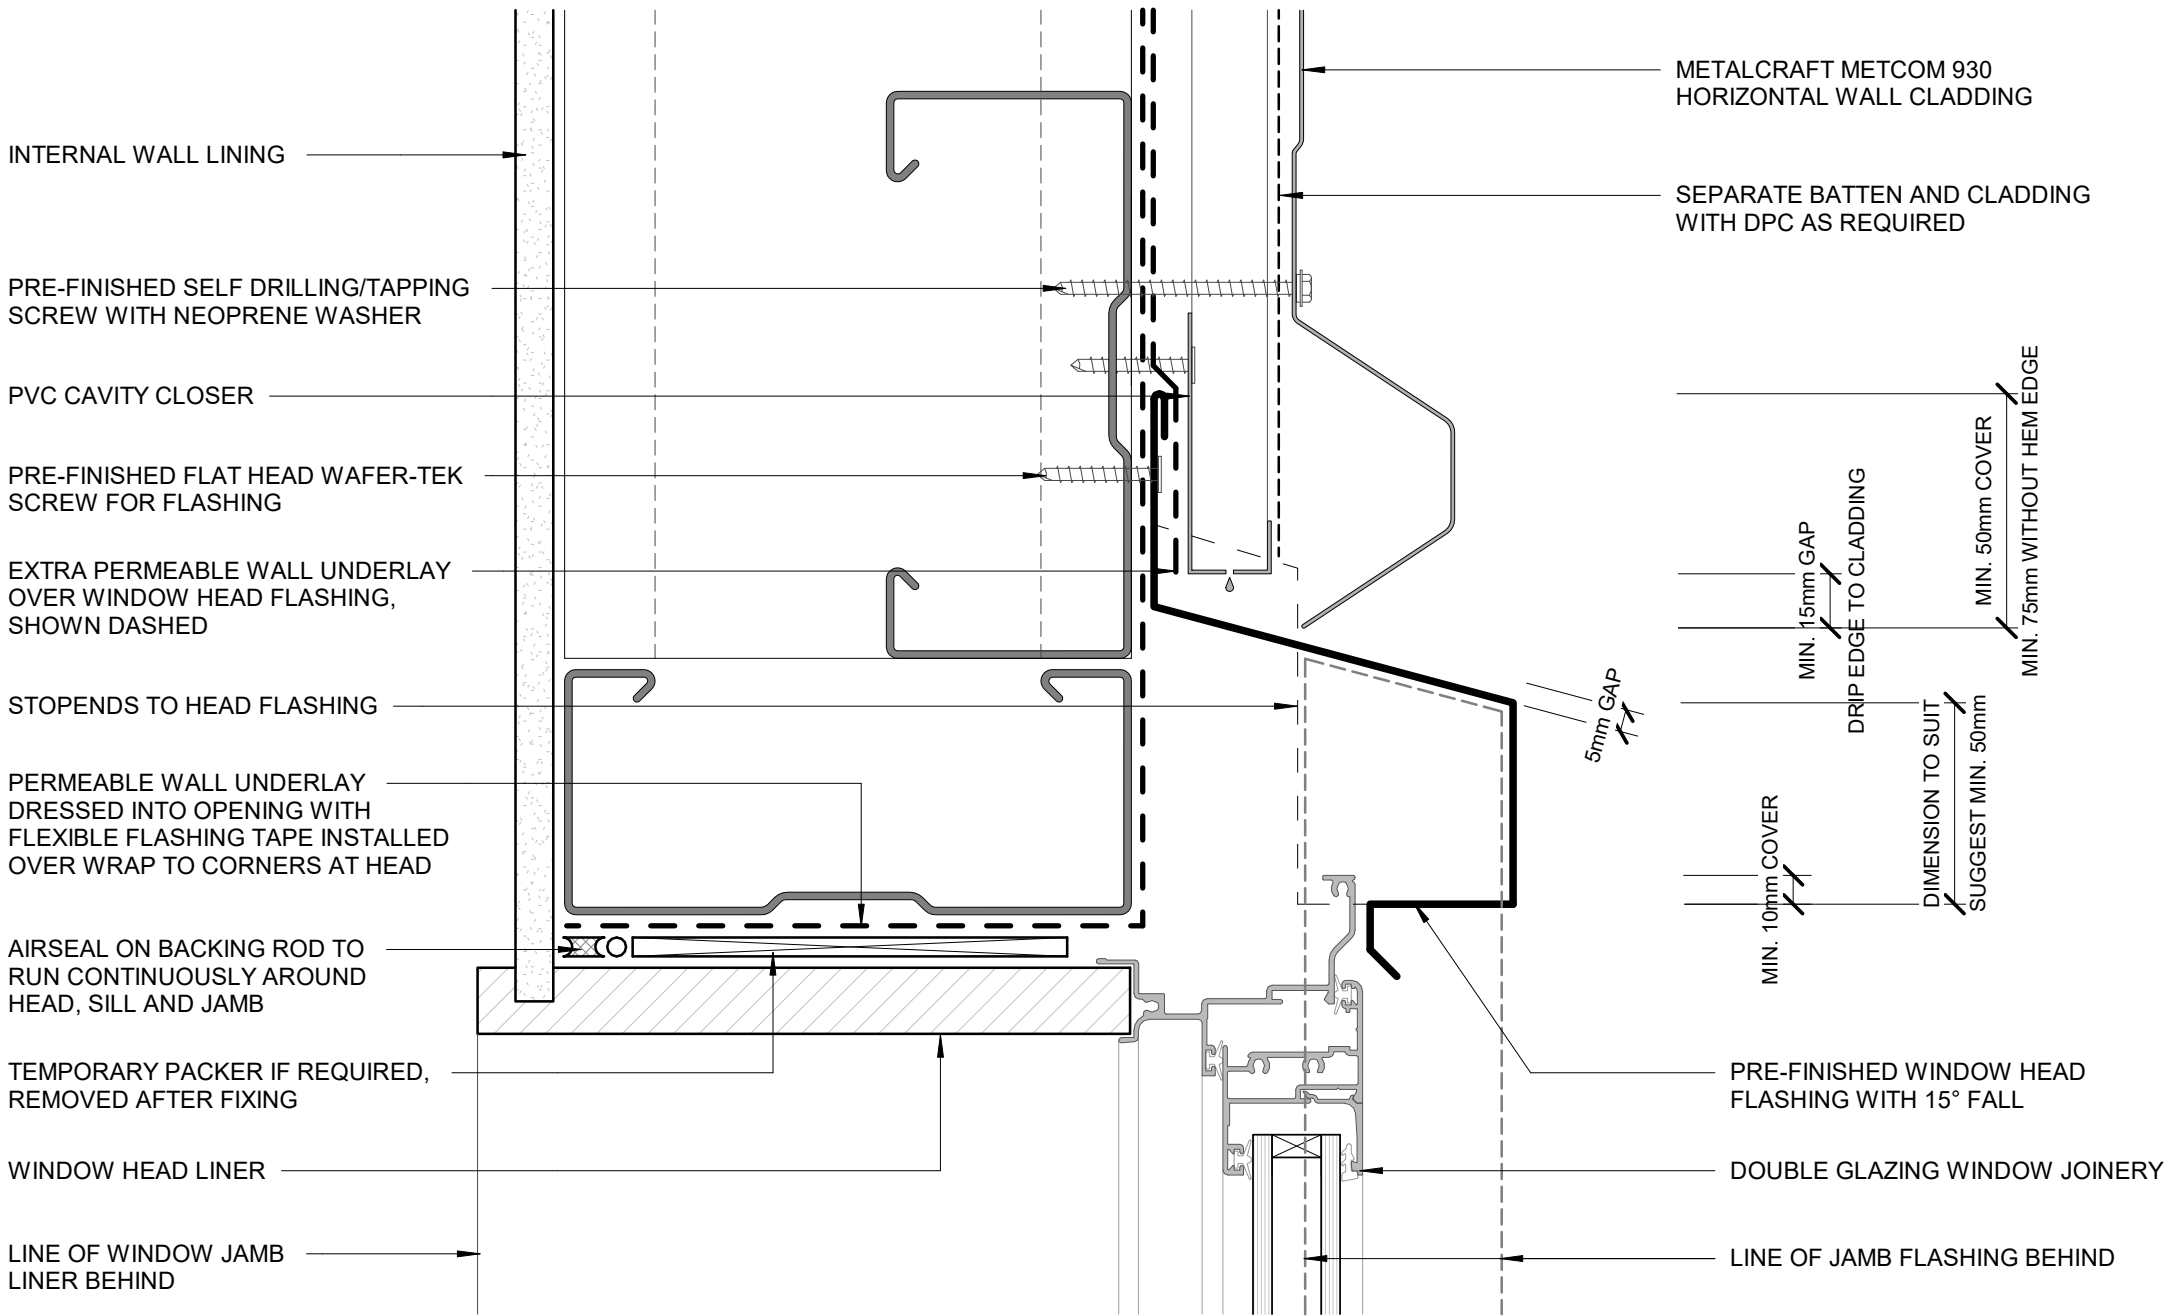 INTERNAL WALL LINING
PRE-FINISHED SELF DRILLING/TAPPING
SCREW WITH NEOPRENE WASHER
PVC CAVITY CLOSER
PRE-FINISHED FLAT HEAD WAFER-TEK
SCREW FOR FLASHING
EXTRA PERMEABLE WALL UNDERLAY
OVER WINDOW HEAD FLASHING,
SHOWN DASHED
STOPENDS TO HEAD FLASHING
PERMEABLE WALL UNDERLAY
DRESSED INTO OPENING WITH
FLEXIBLE FLASHING TAPE INSTALLED
OVER WRAP TO CORNERS AT HEAD
AIRSEAL ON BACKING ROD TO
RUN CONTINUOUSLY AROUND
HEAD, SILL AND JAMB
TEMPORARY PACKER IF REQUIRED,
REMOVED AFTER FIXING
WINDOW HEAD LINER
LINE OF WINDOW JAMB
LINER BEHIND
METALCRAFT METCOM 930
HORIZONTAL WALL CLADDING
SEPARATE BATTEN AND CLADDING
WITH DPC AS REQUIRED
5mm GAP
MIN. 15mm GAP
DRIP EDGE TO CLADDING
MIN. 50mm COVER
MIN. 75mm WITHOUT HEM EDGE
MIN. 10mm COVER
DIMENSION TO SUIT
SUGGEST MIN. 50mm
PRE-FINISHED WINDOW HEAD
FLASHING WITH 15° FALL
DOUBLE GLAZING WINDOW JOINERY
LINE OF JAMB FLASHING BEHIND